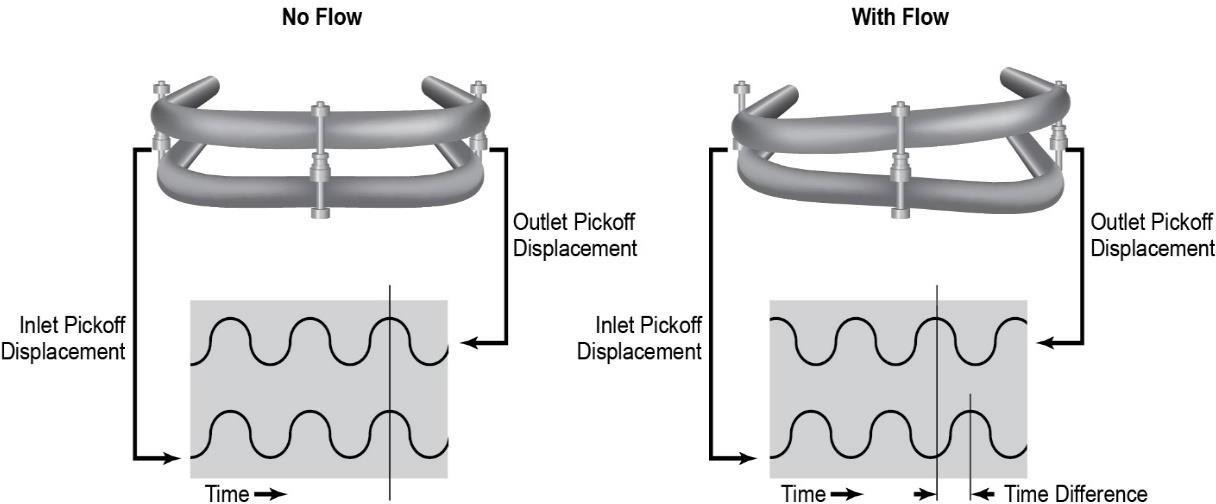 No Flow
With Flow
Outlet Pickoff
Displacement
Outlet Pickoff
Displacement
Inlet Pickoff
Displacement
Inlet Pickoff
Displacement
Time
Time
Time Difference